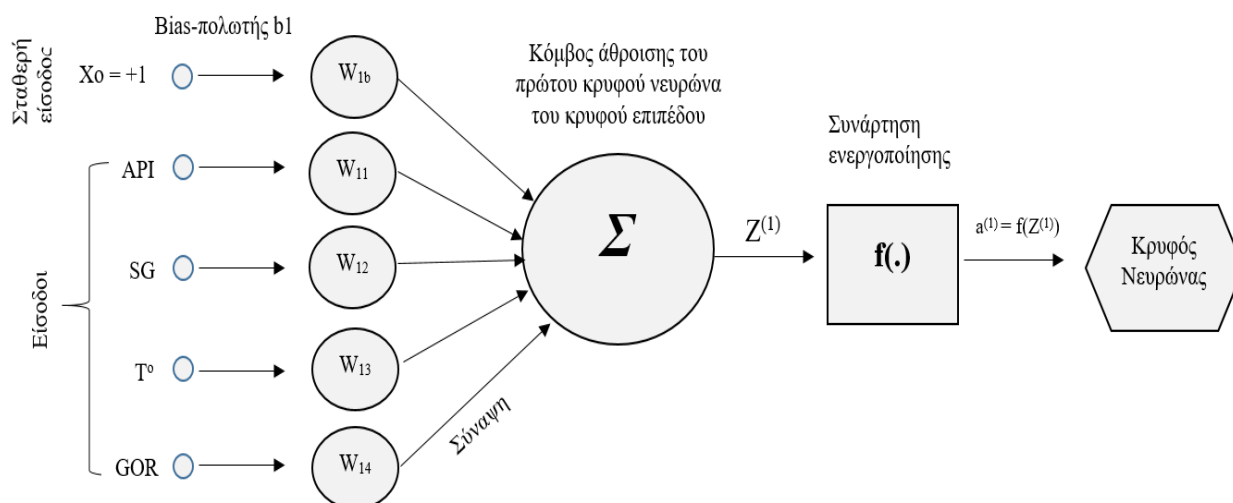 Bias-πολωτής b1
Σταθερή
είσοδος
Xo = +1
W1b
Κόμβος άθροισης του
πρώτου κρυφού νευρώνα
του κρυφού επιπέδου
Συνάρτηση
ενεργοποίησης
Είσοδοι
API
W11
SG
W12
T°
W13
GOR
W14
Σύναψη
Σ
Z(1)
f(.)
a(1) = f(Z(1))
Κρυφός
Νευρώνας